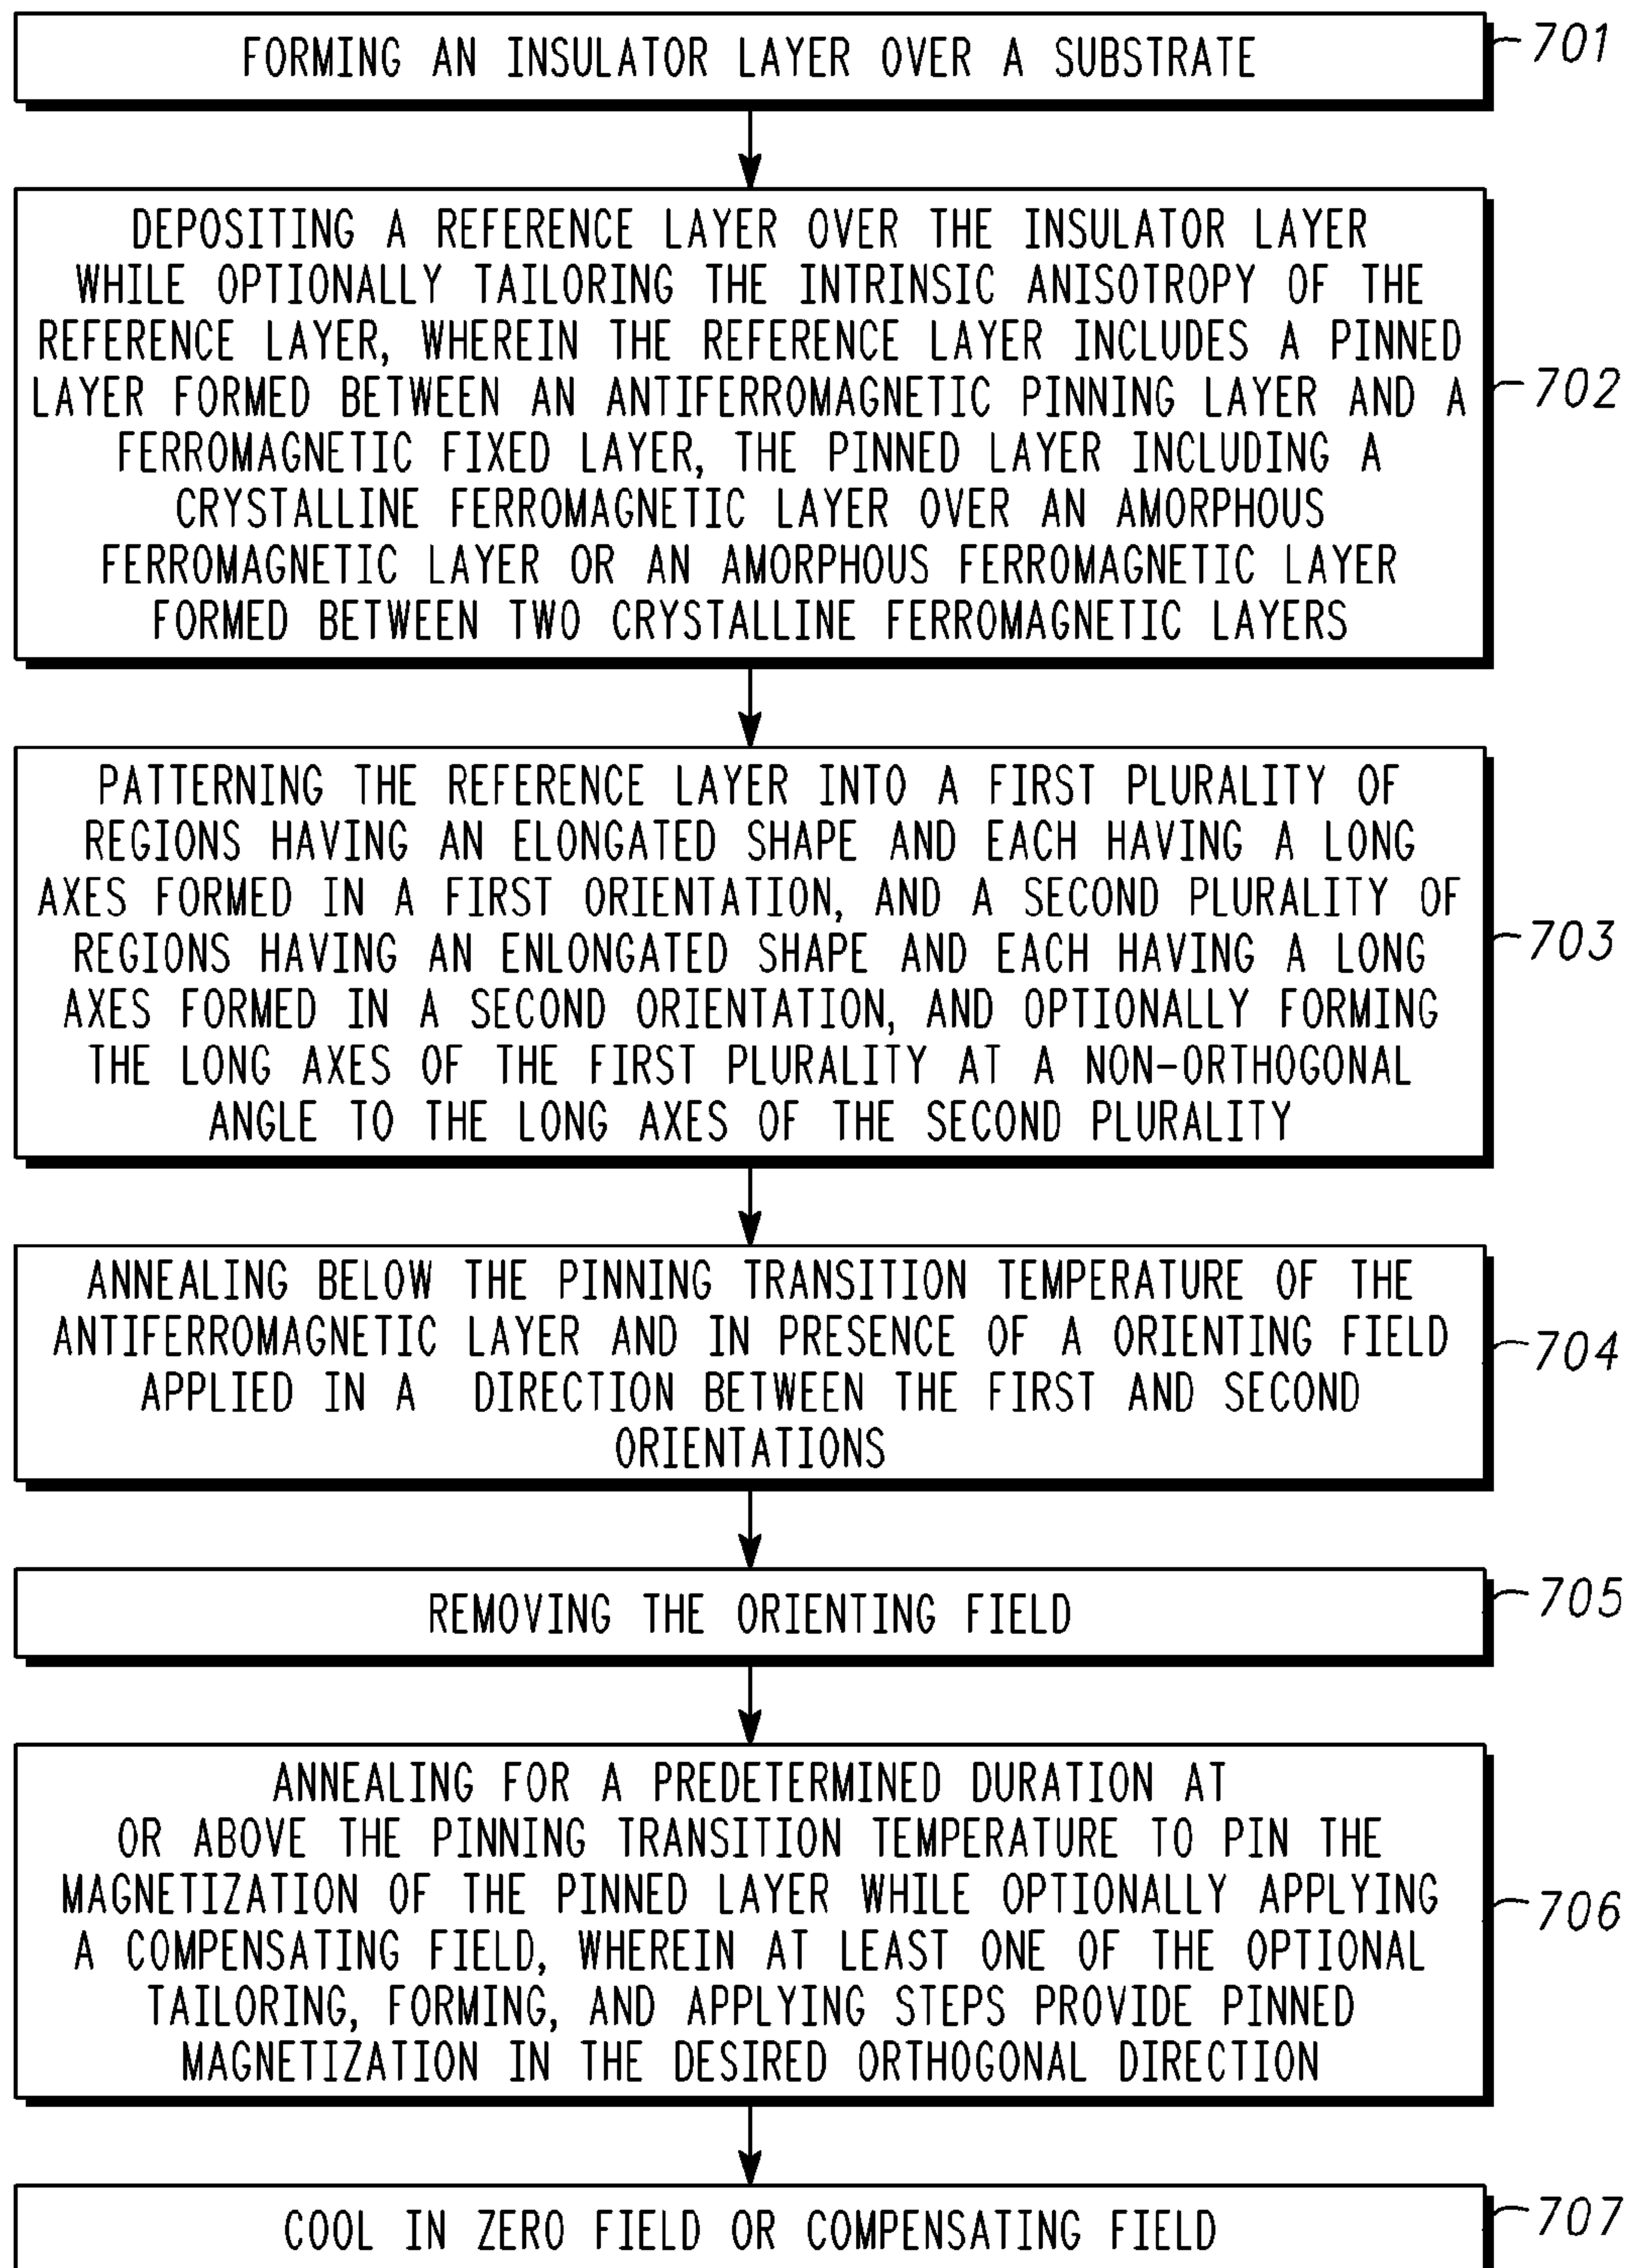 FORMING AN INSULATOR LAYER OVER A SUBSTRATE
701
DEPOSITING A REFERENCE LAYER OVER THE INSULATOR LAYER
WHILE OPTIONALLY TAILORING THE INTRINSIC ANISOTROPY OF THE
REFERENCE LAYER, WHEREIN THE REFERENCE LAYER INCLUDES A PINNED
LAYER FORMED BETWEEN AN ANTIFERROMAGNETIC PINNING LAYER AND A
FERROMAGNETIC FIXED LAYER, THE PINNED LAYER INCLUDING A
CRYSTALLINE FERROMAGNETIC LAYER OVER AN AMORPHOUS
FERROMAGNETIC LAYER OR AN AMORPHOUS FERROMAGNETIC LAYER
FORMED BETWEEN TWO CRYSTALLINE FERROMAGNETIC LAYERS
702
PATTERNING THE REFERENCE LAYER INTO A FIRST PLURALITY OF
REGIONS HAVING AN ELONGATED SHAPE AND EACH HAVING A LONG
AXES FORMED IN A FIRST ORIENTATION, AND A SECOND PLURALITY OF
REGIONS HAVING AN ENLONGATED SHAPE AND EACH HAVING A LONG
AXES FORMED IN A SECOND ORIENTATION, AND OPTIONALLY FORMING
THE LONG AXES OF THE FIRST PLURALITY AT A NON-ORTHOGONAL
ANGLE TO THE LONG AXES OF THE SECOND PLURALITY
703
ANNEALING BELOW THE PINNING TRANSITION TEMPERATURE OF THE
ANTIFERROMAGNETIC LAYER AND IN PRESENCE OF A ORIENTING FIELD
APPLIED IN A DIRECTION BETWEEN THE FIRST AND SECOND
ORIENTATIONS
704
REMOVING THE ORIENTING FIELD
705
ANNEALING FOR A PREDETERMINED DURATION AT
OR ABOVE THE PINNING TRANSITION TEMPERATURE TO PIN THE
MAGNETIZATION OF THE PINNED LAYER WHILE OPTIONALLY APPLYING
A COMPENSATING FIELD, WHEREIN AT LEAST ONE OF THE OPTIONAL
TAILORING, FORMING, AND APPLYING STEPS PROVIDE PINNED
MAGNETIZATION IN THE DESIRED ORTHOGONAL DIRECTION
706
COOL IN ZERO FIELD OR COMPENSATING FIELD
707